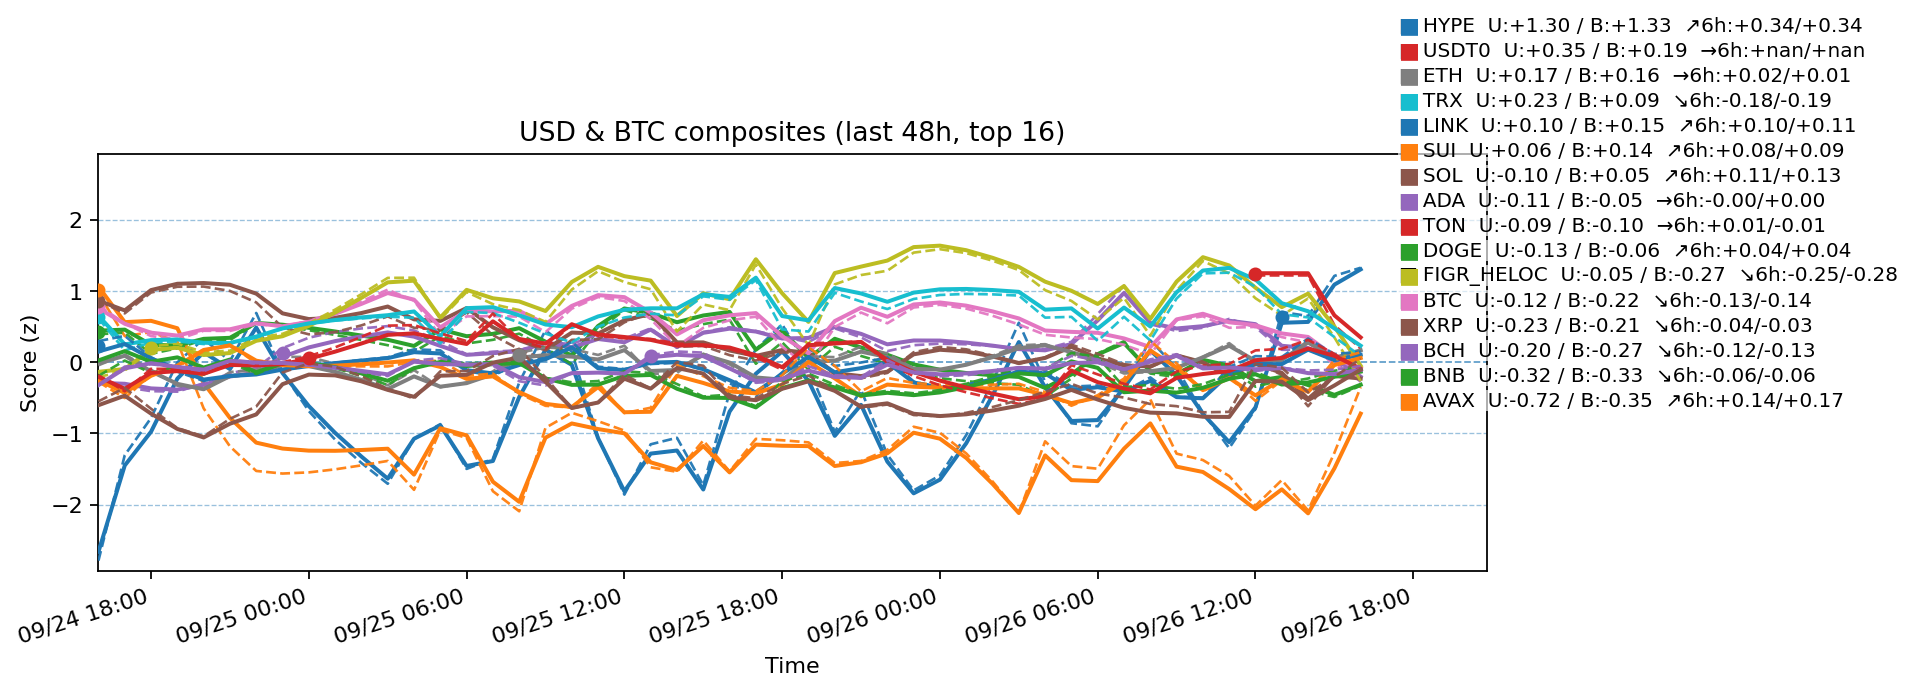 HYPE U:+1.30 / B:+1.33 ↗6h:+0.34/+0.34
USDT0 U:+0.35 / B:+0.19 →6h:+nan/+nan
ETH U:+0.17 / B:+0.16 →6h:+0.02/+0.01
TRX U:+0.23 / B:+0.09 ↘6h:-0.18/-0.19
LINK U:+0.10 / B:+0.15 ↗6h:+0.10/+0.11
SUI U:+0.06 / B:+0.14 ↗6h:+0.08/+0.09
SOL U:-0.10 / B:+0.05 ↗6h:+0.11/+0.13
ADA U:-0.11 / B:-0.05 →6h:-0.00/+0.00
TON U:-0.09 / B:-0.10 →6h:+0.01/-0.01
DOGE U:-0.13 / B:-0.06 ↗6h:+0.04/+0.04
FIGR_HELOC U:-0.05 / B:-0.27 ↘6h:-0.25/-0.28
BTC U:-0.12 / B:-0.22 ↘6h:-0.13/-0.14
XRP U:-0.23 / B:-0.21 ↘6h:-0.04/-0.03
BCH U:-0.20 / B:-0.27 ↘6h:-0.12/-0.13
BNB U:-0.32 / B:-0.33 ↘6h:-0.06/-0.06
AVAX U:-0.72 / B:-0.35 ↗6h:+0.14/+0.17
USD & BTC composites (last 48h, top 16)
Score (z)
2
1
0
−1
−2
09/24 18:00
09/25 00:00
09/25 06:00
09/25 12:00
09/25 18:00
09/26 00:00
09/26 06:00
09/26 12:00
09/26 18:00
Time